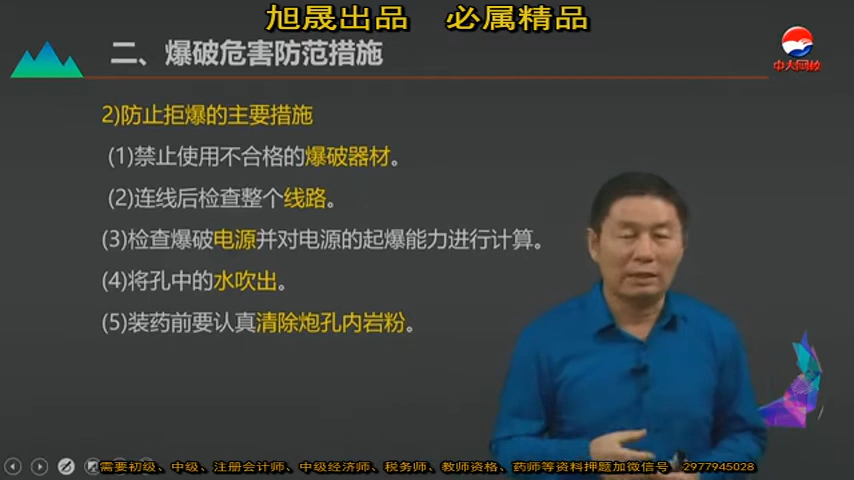 旭晟出品 必属精品
二、爆破危害防范措施
中大网校
2)防止拒爆的主要措施
(1)禁止使用不合格的爆破器材。
(2)连线后检查整个线路。
(3)检查爆破电源并对电源的起爆能力进行计算。
(4)将孔中的水吹出。
(5)装药前要认真清除炮孔内岩粉。
需要初级、中级、注册会计师、中级经济师、税务师、教师资格、药师等资料押题加微信号 2977945028